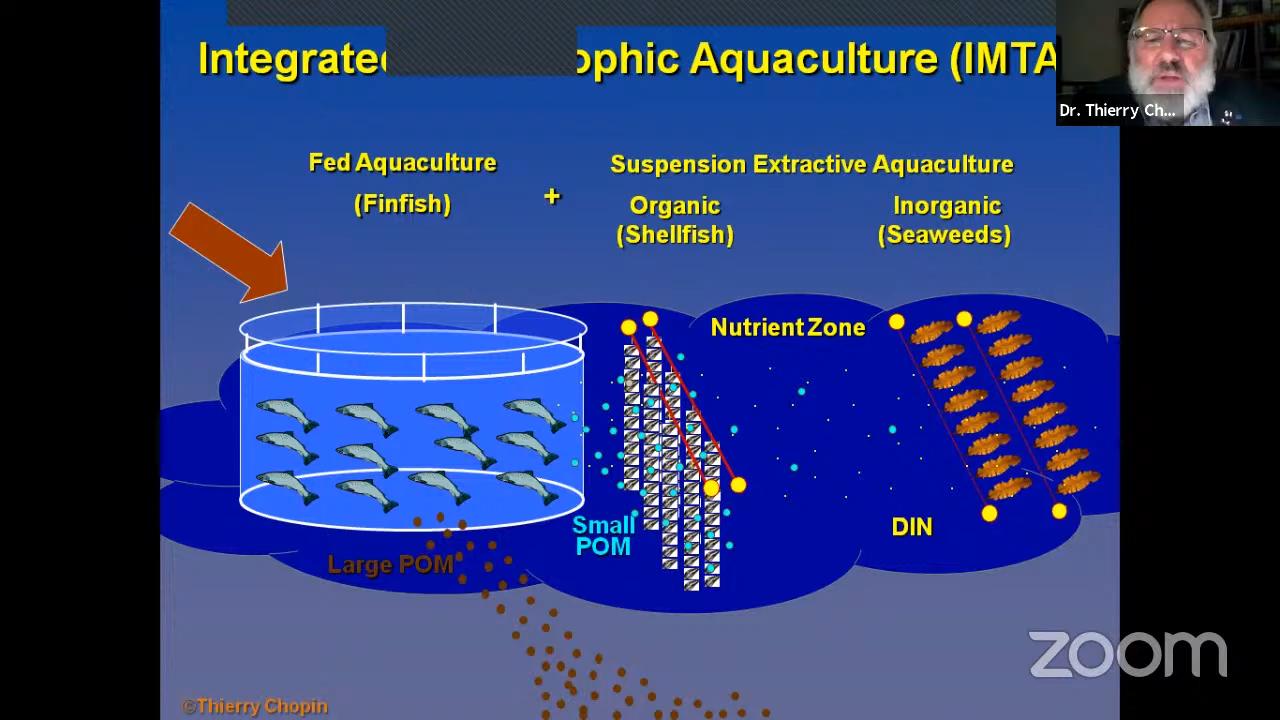 Integrated ophic Aquaculture (IMTA
Dr. Thierry Ch...
Fed Aquaculture
(Finfish)
+
Suspension Extractive Aquaculture
Organic
(Shellfish)
Inorganic
(Seaweeds)
Nutrient Zone
Small
POM
DIN
Large POM
zoom
©Thierry Chopin